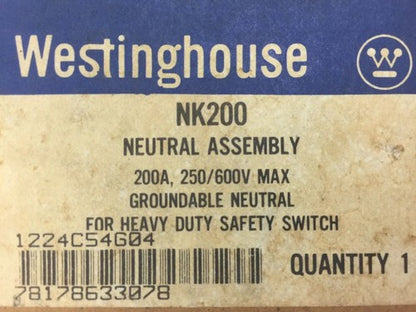 Westinghouse
W
NK200
NEUTRAL ASSEMBLY
200A, 250/600V MAX
GROUNDABLE NEUTRAL
FOR HEAVY DUTY SAFETY SWITCH
1224C54G04
QUANTITY 1
78178633078